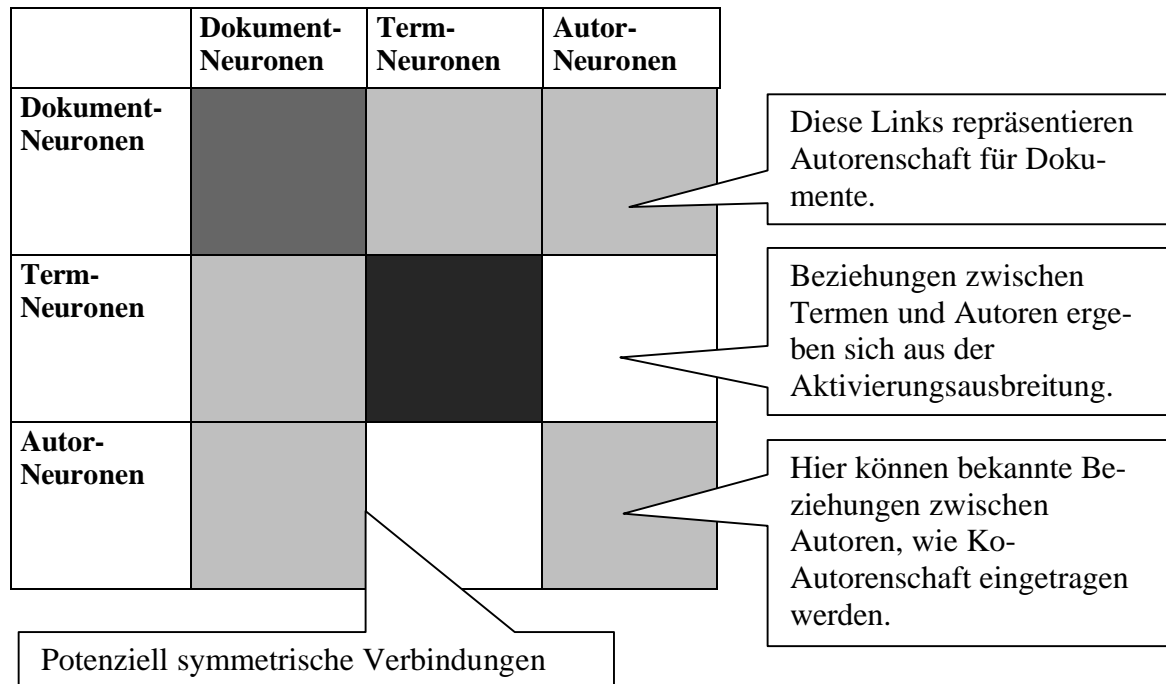 Dokument-
Neuronen
Term-
Neuronen
Autor-
Neuronen
Dokument-
Neuronen
Diese Links repräsentieren
Autorenschaft für Doku-
mente.
Term-
Neuronen
Beziehungen zwischen
Termen und Autoren erge-
ben sich aus der
Aktivierungsausbreitung.
Autor-
Neuronen
Hier können bekannte Be-
ziehungen zwischen
Autoren, wie Ko-
Autorenschaft eingetragen
werden.
Potenziell symmetrische Verbindungen